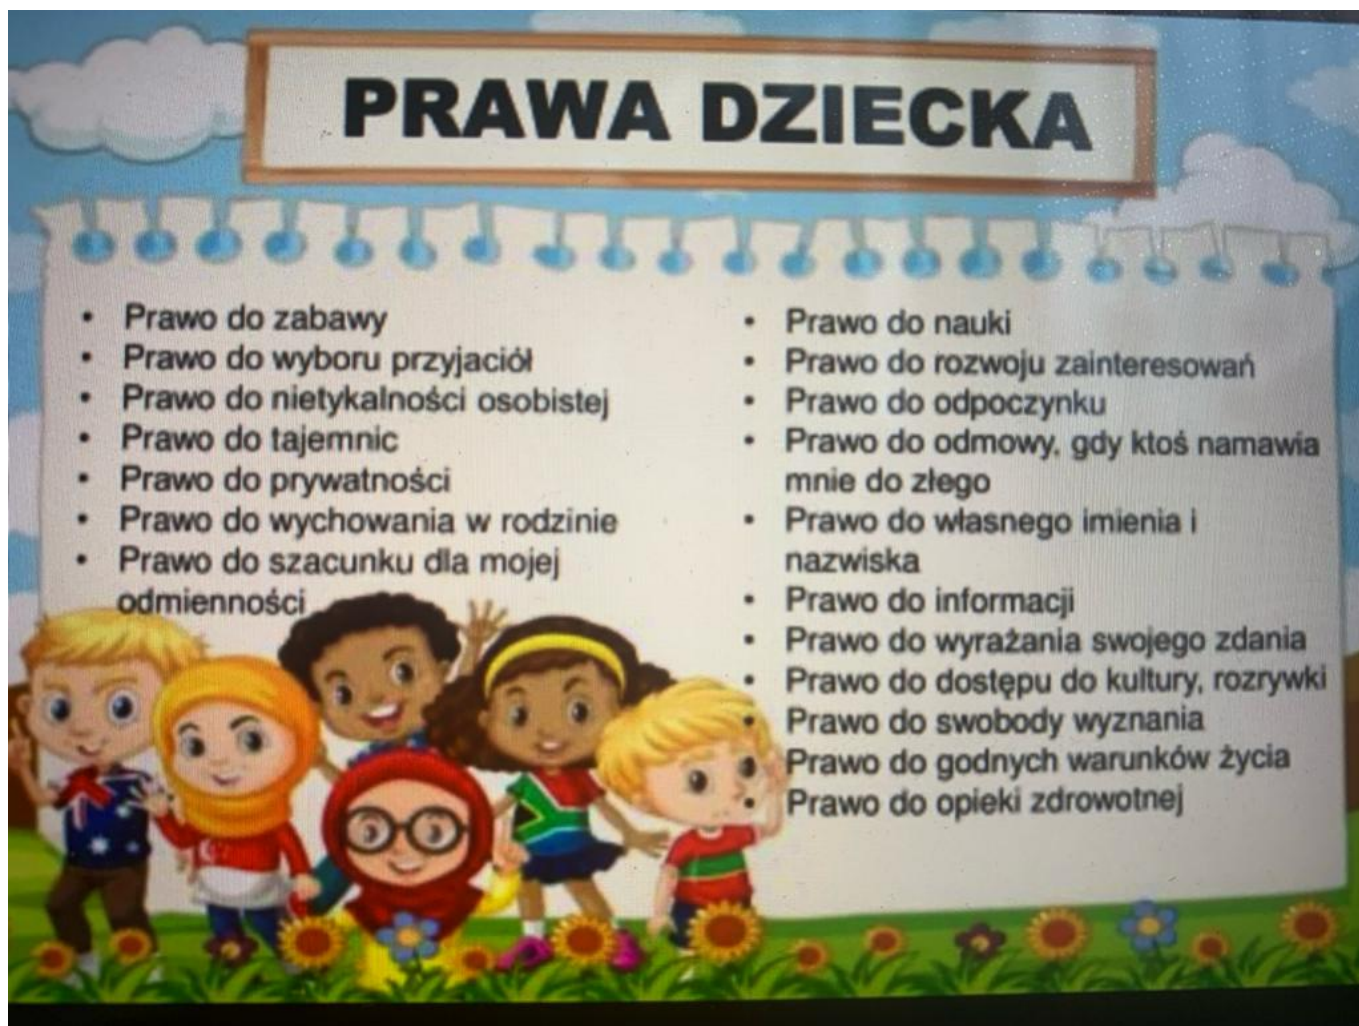 PRAWA DZIECKA
• Prawo do zabawy
• Prawo do wyboru przyjaciół
• Prawo do nietykalności osobistej
• Prawo do tajemnic
• Prawo do prywatności
• Prawo do wychowania w rodzinie
• Prawo do szacunku dla mojej
odmienności
• Prawo do nauki
• Prawo do rozwoju zainteresowań
• Prawo do odpoczynku
• Prawo do odmowy, gdy ktoś namawia
mnie do złego
• Prawo do własnego imienia i
nazwiska
• Prawo do informacji
• Prawo do wyrażania swojego zdania
• Prawo do dostępu do kultury, rozrywki
• Prawo do swobody wyznania
• Prawo do godnych warunków życia
• Prawo do opieki zdrowotnej